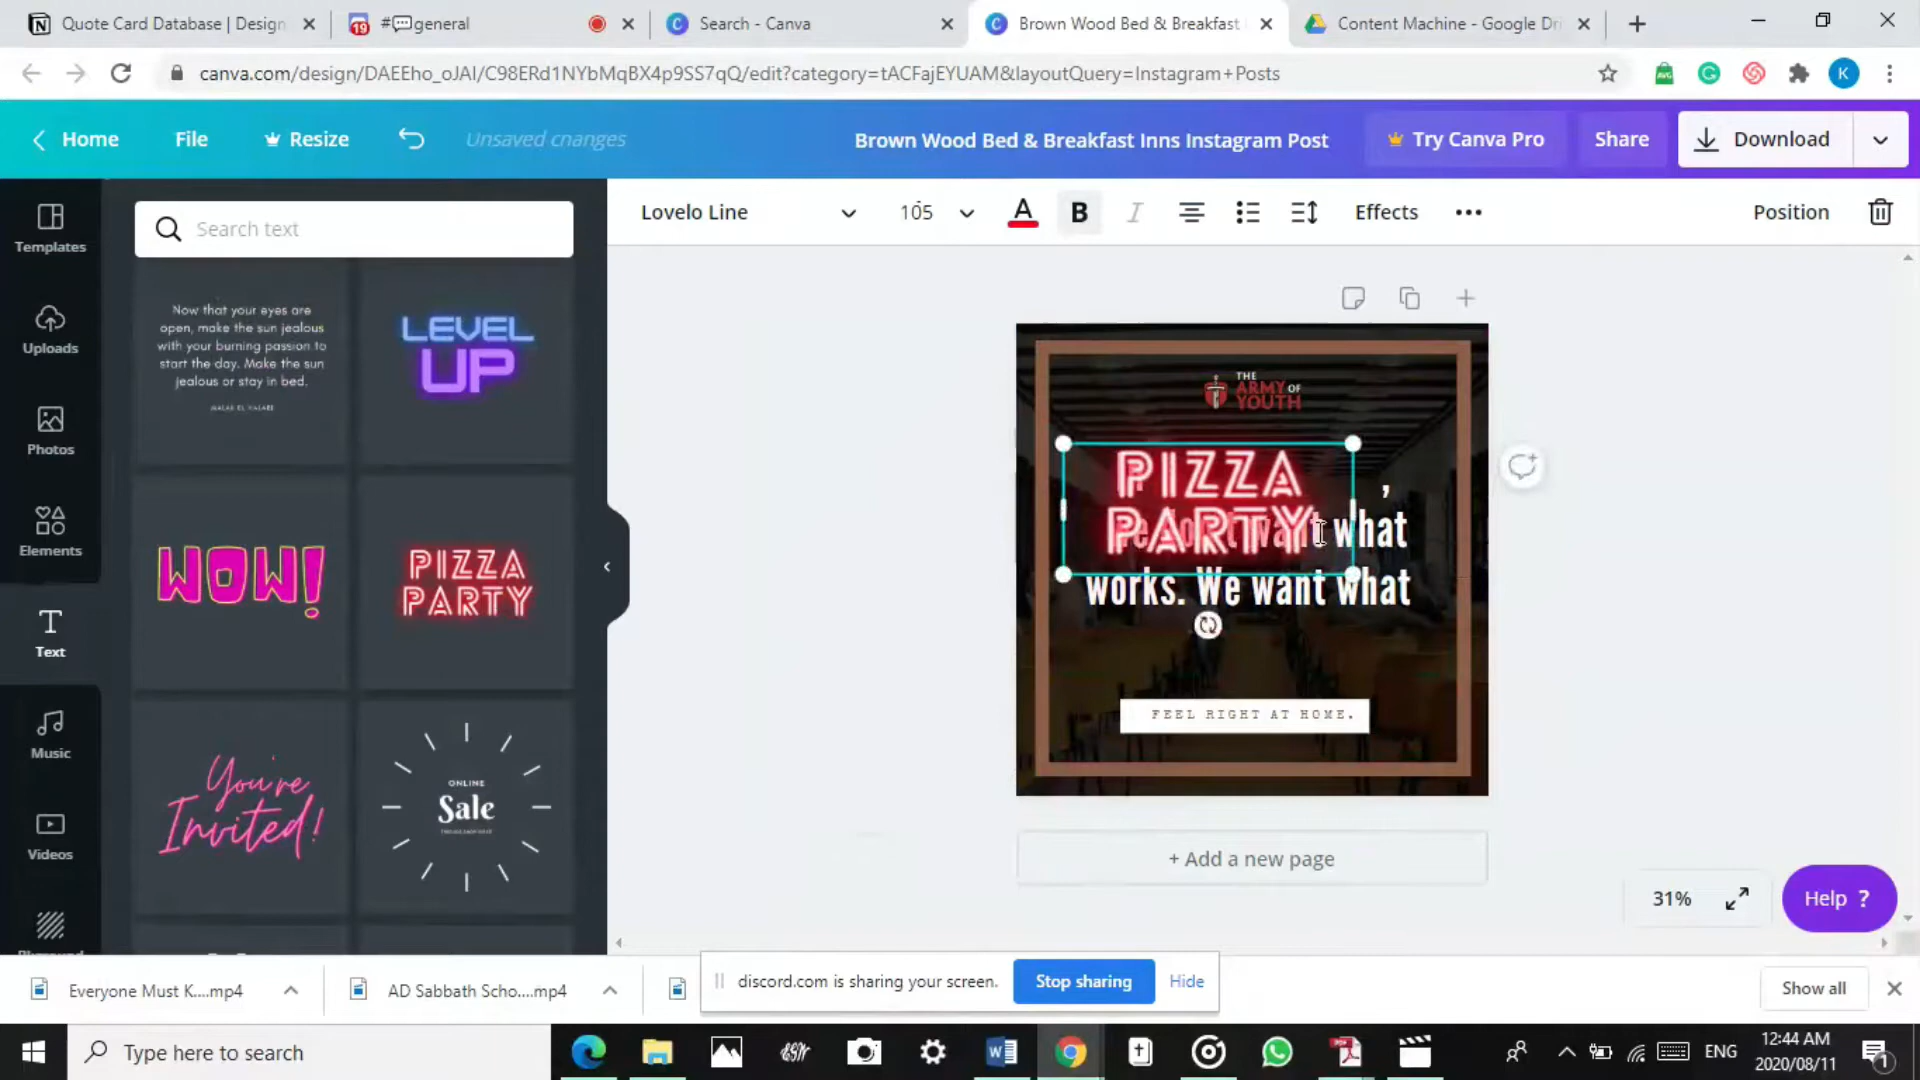 Quote Card Database | Design
19 #general
Search - Canva
Brown Wood Bed & Breakfast
Content Machine - Google Dri
canva.com/design/DAEEho_oJAI/C98ERd1NYbMqBX4p9SS7qQ/edit?category=tACFajEYUAM&layoutQuery=Instagram+Posts
K
Home
File
Resize
Unsaved changes
Brown Wood Bed & Breakfast Inns Instagram Post
Try Canva Pro
Share
Download
Templates
Uploads
Photos
Elements
Text
Music
Videos
Search text
Lovelo Line
105
A
B
I
Effects
Position
Now that your eyes are
open, make the sun jealous
with your burning passion to
start the day. Make the sun
jealous or stay in bed.
MALAK EL HALABI
LEVEL
UP
WOW!
PIZZA
PARTY
You're
Invited!
ONLINE
Sale
THE
ARMY OF
YOUTH
PIZZA
PARTY
,
want what
works. We want what
FEEL RIGHT AT HOME.
+ Add a new page
31%
Help ?
Everyone Must K....mp4
AD Sabbath Scho....mp4
discord.com is sharing your screen.
Stop sharing
Hide
Show all
Type here to search
ENG
12:44 AM
2020/08/11
1